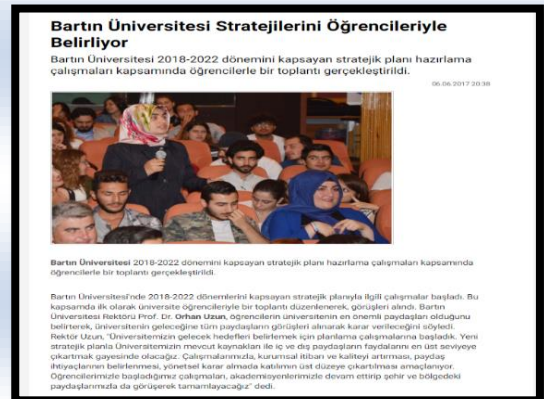 Bartın Üniversitesi Stratejilerini Öğrencileriyle
Belirliyor
Bartın Üniversitesi 2018-2022 dönemini kapsayan stratejik planı hazırlama
çalışmaları kapsamında öğrencilerle bir toplantı gerçekleştirildi.
06.06.2017 20:38
Bartın Üniversitesi 2018-2022 dönemini kapsayan stratejik planı hazırlama çalışmaları kapsamında
öğrencilerle bir toplantı gerçekleştirildi.
Bartın Üniversitesi'nde 2018-2022 dönemlerini kapsayan stratejik planıyla ilgili çalışmalar başladı. Bu
kapsamda ilk olarak üniversite öğrencileriyle bir toplantı düzenlenerek, görüşleri alındı. Bartın
Üniversitesi Rektörü Prof. Dr. Orhan Uzun, öğrencilerin üniversitenin en önemli paydaşları olduğunu
belirterek, üniversitenin geleceğine tüm paydaşların görüşleri alınarak karar verileceğini söyledi.
Rektör Uzun, "Üniversitemizin gelecek hedefleri belirlemek için planlama çalışmalarına başladık. Yeni
stratejik planla Üniversitemizin mevcut kaynakları ile iç ve dış paydaşların faydalarını en üst seviyeye
çıkartmak gayesinde olacağız. Çalışmalarımızla, kurumsal itibarı ve kaliteyi artırması, paydaş
ihtiyaçlarının belirlenmesi, yönetsel karar almada katılımın üst düzeye çıkartılması amaçlanıyor.
Öğrencilerimizle başladığımız çalışmaları, akademisyenlerimizle devam ettirip şehir ve bölgedeki
paydaşlarımızla da görüşerek tamamlayacağız" dedi.